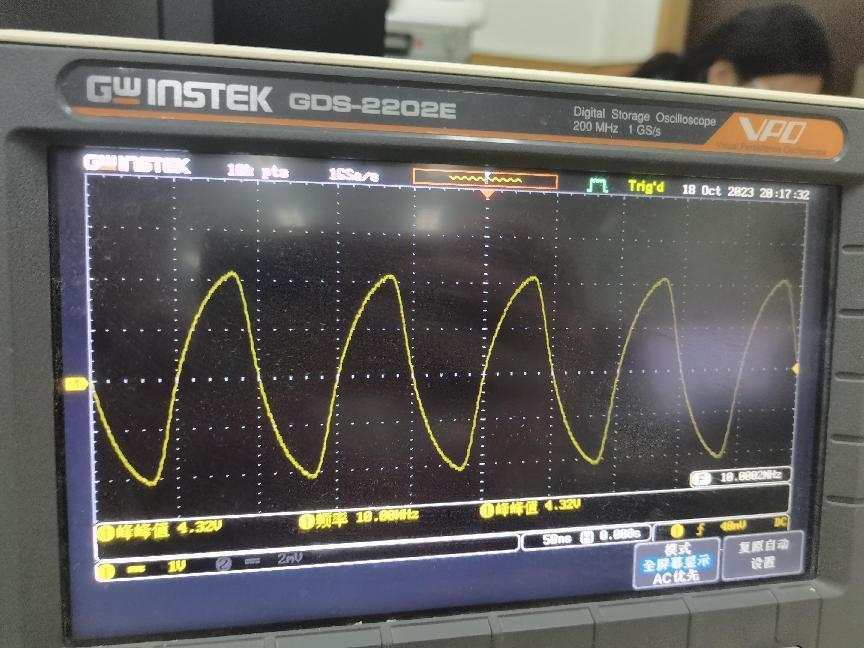 GW INSTEK GDS-2202E
Digital Storage Oscilloscope
200 MHz 1 GS/s
VPO
Visual Persistence Oscilloscope
GW INSTEK 10k pts 1GSa/s Trig'd 18 Oct 2023 20:17:32
F 10.0002MHz
1 峰峰值 4.32V 1 频率 10.00MHz 1 峰峰值 4.32V
1 1V 2 2mV 50ns H 0.000s 1 40mV DC
模式
全屏幕显示
AC优先
复原自动
设置